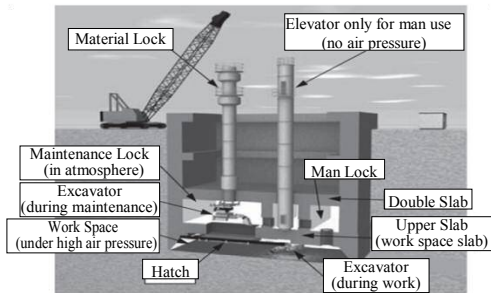 Material Lock
Elevator only for man use
(no air pressure)
Maintenance Lock
(in atmosphere)
Man Lock
Excavator
(during maintenance)
Double Slab
Work Space
(under high air pressure)
Upper Slab
(work space slab)
Hatch
Excavator
(during work)